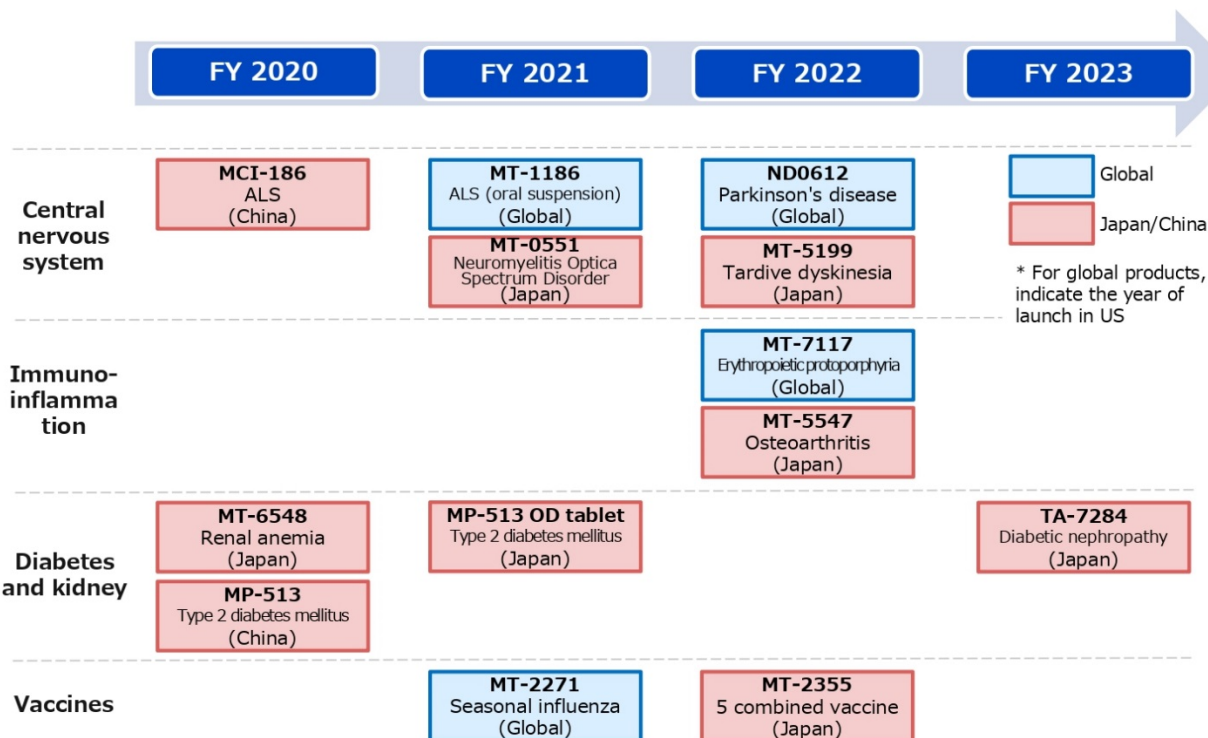 FY 2020
FY 2021
FY 2022
FY 2023
Central
nervous
system
MCI-186
ALS
(China)
MT-1186
ALS (oral suspension)
(Global)
MT-0551
Neuromyelitis Optica
Spectrum Disorder
(Japan)
ND0612
Parkinson's disease
(Global)
MT-5199
Tardive dyskinesia
(Japan)
Global
Japan/China
* For global products,
indicate the year of
launch in US
Immuno-
inflamma
tion
MT-7117
Erythropoietic protoporphyria
(Global)
MT-5547
Osteoarthritis
(Japan)
Diabetes
and kidney
MT-6548
Renal anemia
(Japan)
MP-513
Type 2 diabetes mellitus
(China)
MP-513 OD tablet
Type 2 diabetes mellitus
(Japan)
TA-7284
Diabetic nephropathy
(Japan)
Vaccines
MT-2271
Seasonal influenza
(Global)
MT-2355
5 combined vaccine
(Japan)